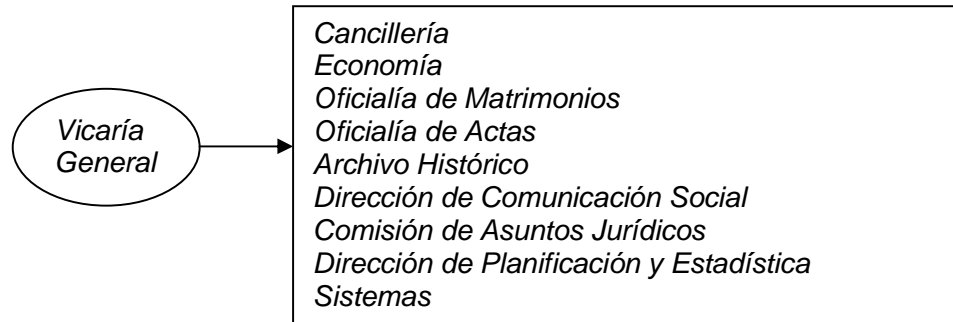 Vicaría
General
Cancillería
Economía
Oficialía de Matrimonios
Oficialía de Actas
Archivo Histórico
Dirección de Comunicación Social
Comisión de Asuntos Jurídicos
Dirección de Planificación y Estadística
Sistemas